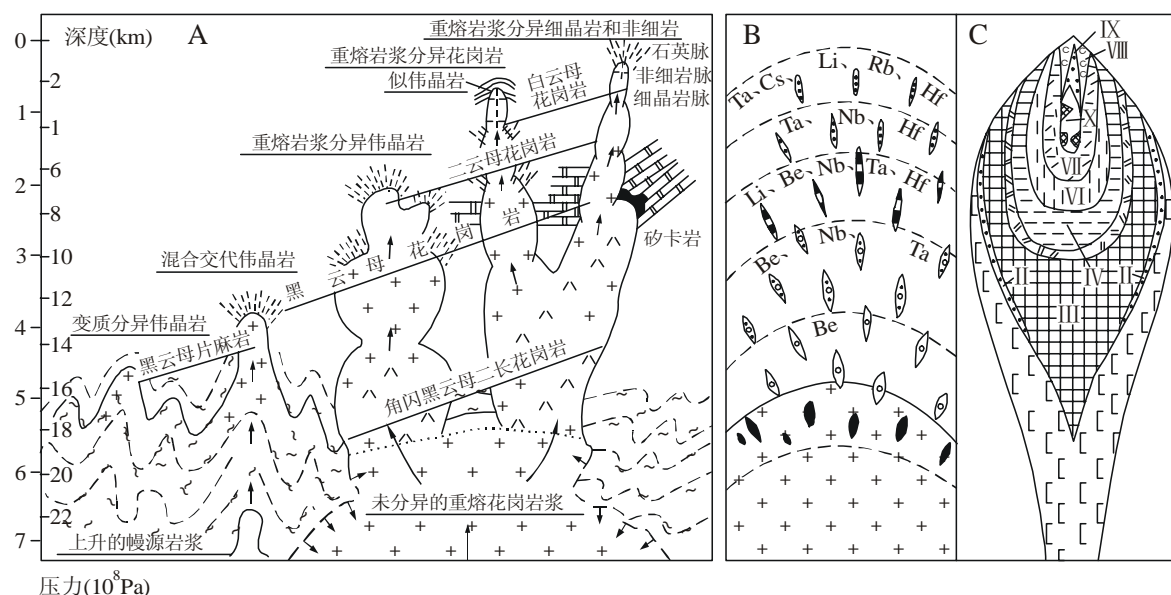 A
深度(km)
0
2
1
1
6
2
8
3
10
12
4
14
16
5
18
20
6
22
7
压力(10⁸Pa)
重熔岩浆分异细晶岩和非细岩
石英脉
非细岩脉
细晶岩脉
重熔岩浆分异花岗岩
似伟晶岩
白云母
花岗岩
重熔岩浆分异伟晶岩
二云母花岗岩
矽卡岩
混合交代伟晶岩
黑云母花岗岩
变质分异伟晶岩
黑云母片麻岩
角闪黑云母二长花岗岩
未分异的重熔花岗岩浆
上升的幔源岩浆
B
Ta、Cs、Li、Rb、Hf
Ta、Nb、Hf
Li、Be、Nb、Ta、Hf
Be、Nb、Ta
Be
C
IX
VIII
X
VII
VI
IV
II
II
III